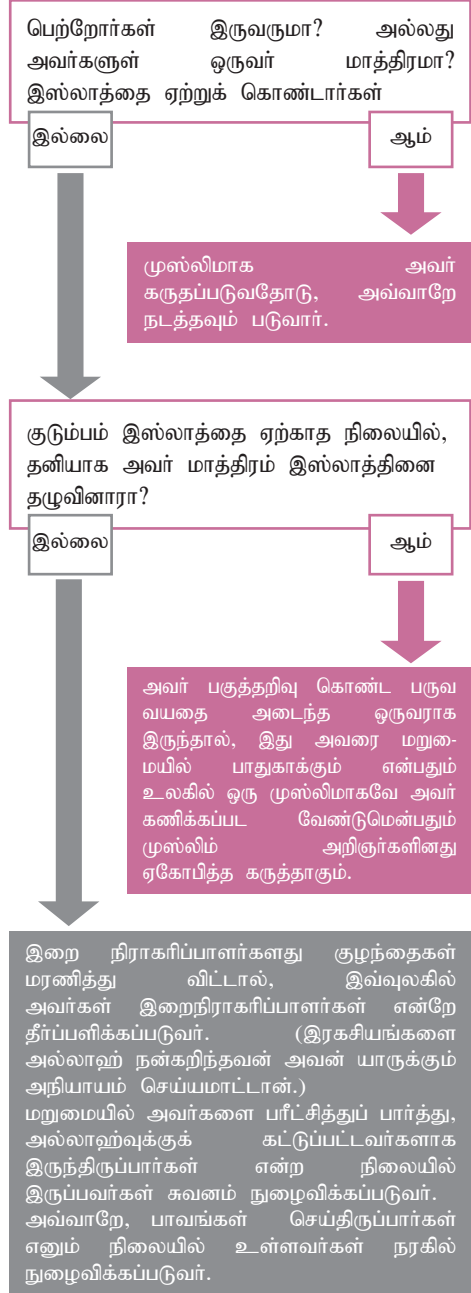 பெற்றோர்கள் இருவருமா? அல்லது
அவர்களுள் ஒருவர் மாத்திரமா?
இஸ்லாத்தை ஏற்றுக் கொண்டார்கள்
இல்லை
ஆம்
முஸ்லிமாக அவர்
கருதப்படுவதோடு, அவ்வாறே
நடத்தவும் படுவார்.
குடும்பம் இஸ்லாத்தை ஏற்காத நிலையில்,
தனியாக அவர் மாத்திரம் இஸ்லாத்தினை
தழுவினாரா?
இல்லை
ஆம்
அவர் பகுத்தறிவு கொண்ட பருவ
வயதை அடைந்த ஒருவராக
இருந்தால், இது அவரை மறுமை-
மயில் பாதுகாக்கும் என்பதும்
உலகில் ஒரு முஸ்லிமாகவே அவர்
கணிக்கப்பட வேண்டுமென்பதும்
முஸ்லிம் அறிஞர்களினது
ஏகோபித்த கருத்தாகும்.
இறை நிராகரிப்பாளர்களது குழந்தைகள்
மரணித்து விட்டால், இவ்வுலகில்
அவர்கள் இறைநிராகரிப்பாளர்கள் என்றே
தீர்ப்பளிக்கப்படுவர். (இரகசியங்களை
அல்லாஹ் நன்கறிந்தவன் அவன் யாருக்கும்
அநியாயம் செய்யமாட்டான்.)
மறுமையில் அவர்களை பரீட்சித்துப் பார்த்து,
அல்லாஹ்வுக்குக் கட்டுப்பட்டவர்களாக
இருந்திருப்பார்கள் என்ற நிலையில்
இருப்பவர்கள் சுவனம் நுழைவிக்கப்படுவர்.
அவ்வாறே, பாவங்கள் செய்திருப்பார்கள்
எனும் நிலையில் உள்ளவர்கள் நரகில்
நுழைவிக்கப்படுவர்.